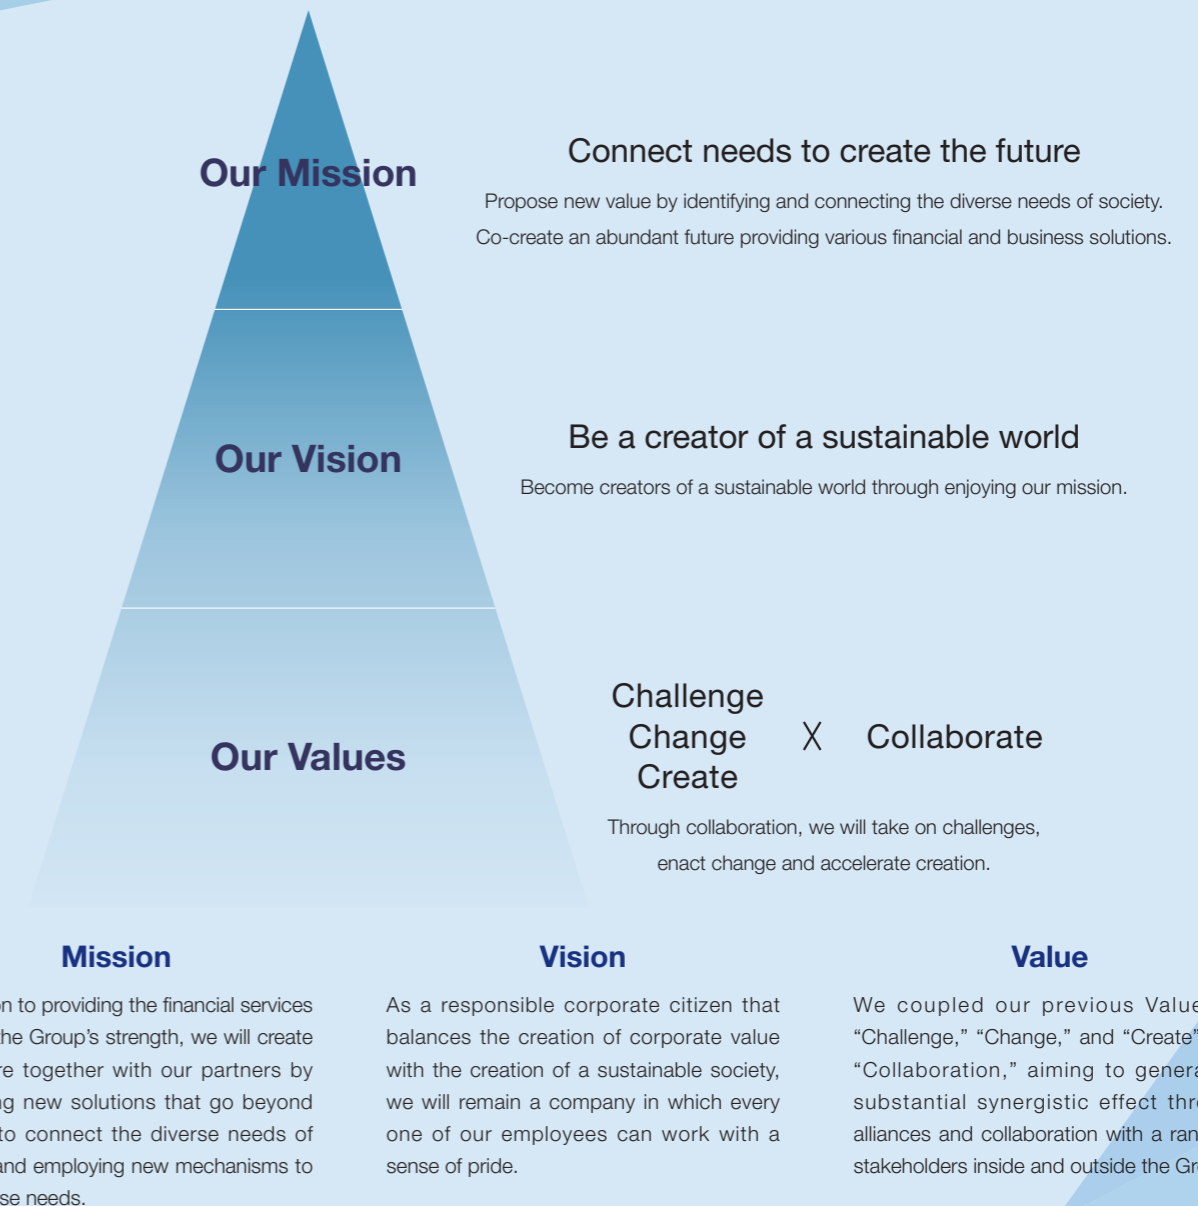 Our Mission
Connect needs to create the future
Propose new value by identifying and connecting the diverse needs of society.
Co-create an abundant future providing various financial and business solutions.
Our Vision
Be a creator of a sustainable world
Become creators of a sustainable world through enjoying our mission.
Our Values
Challenge
Change
Create
X Collaborate
Through collaboration, we will take on challenges,
enact change and accelerate creation.
Mission
to providing the financial services
the Group's strength, we will create
together with our partners by
new solutions that go beyond
to connect the diverse needs of
and employing new mechanisms to
needs.
Vision
As a responsible corporate citizen that
balances the creation of corporate value
with the creation of a sustainable society,
we will remain a company in which every
one of our employees can work with a
sense of pride.
Value
We coupled our previous
“Challenge,” “Change,” and “Create”
“Collaboration,” aiming to
substantial synergistic effect
alliances and collaboration with a
stakeholders inside and outside the